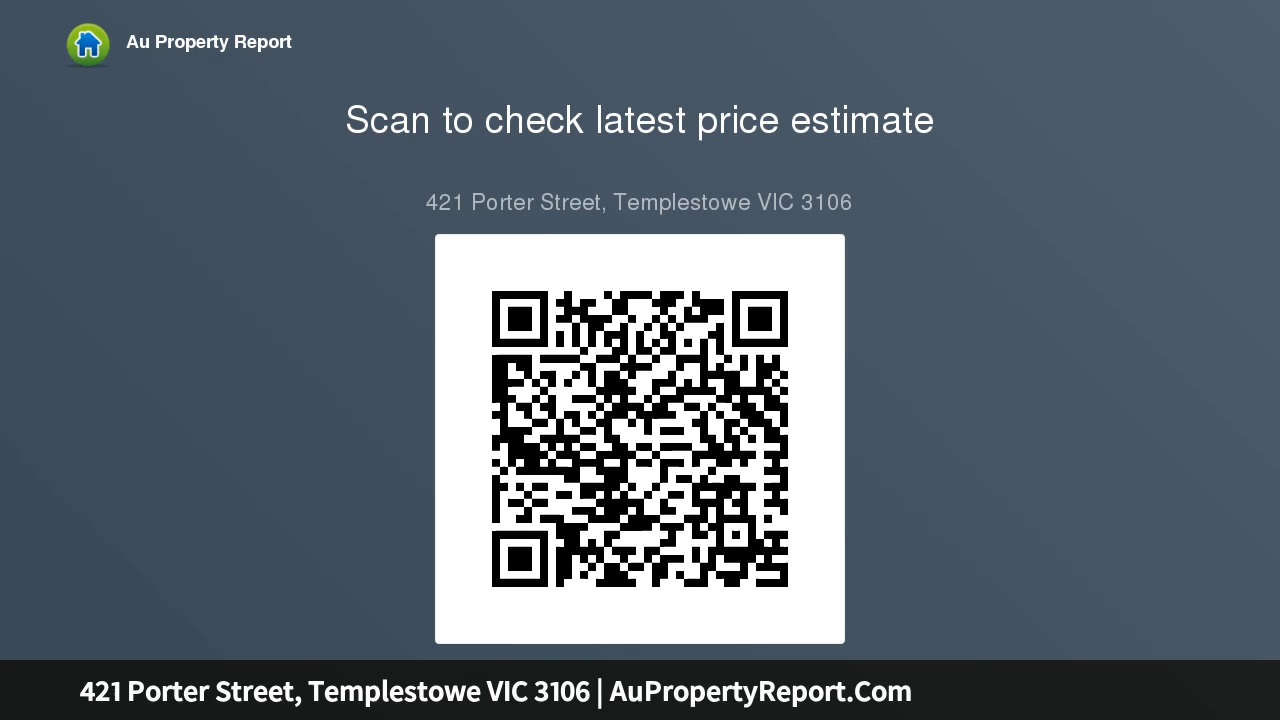 Au Property Report
Scan to check latest price estimate
421 Porter Street, Templestowe VIC 3106
421 Porter Street, Templestowe VIC 3106 | AuPropertyReport.Com